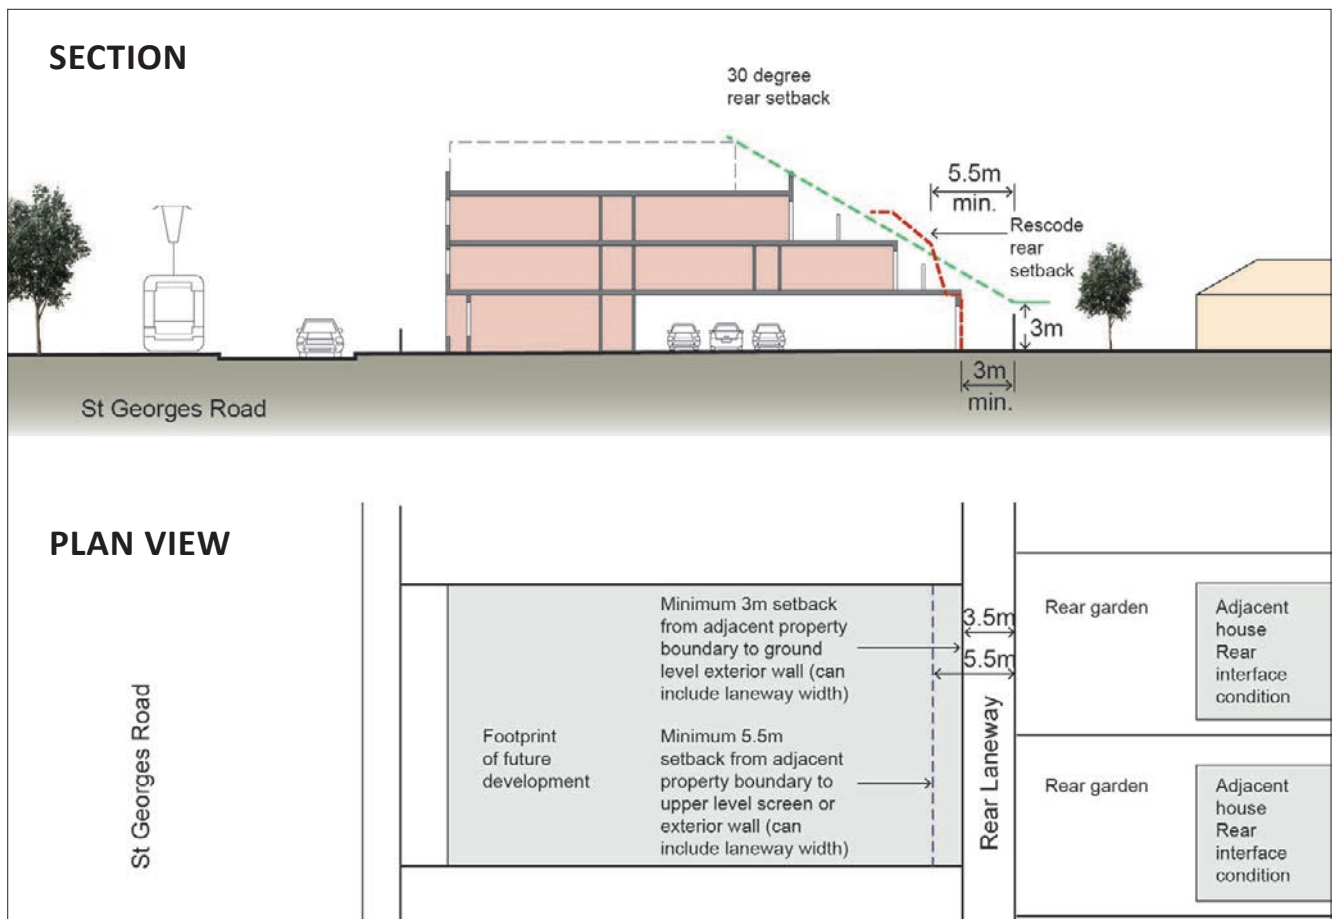 SECTION
30 degree
rear setback
5.5m
min.
Rescode
rear
setback
3m
3m
min.
St Georges Road
PLAN VIEW
St Georges Road
Footprint
of future
development
Minimum 3m setback
from adjacent property
boundary to ground
level exterior wall (can
include laneway width)
Minimum 5.5m
setback from adjacent
property boundary to
upper level screen or
exterior wall (can
include laneway width)
3.5m
5.5m
Rear Laneway
Rear garden
Adjacent
house
Rear
interface
condition
Rear garden
Adjacent
house
Rear
interface
condition